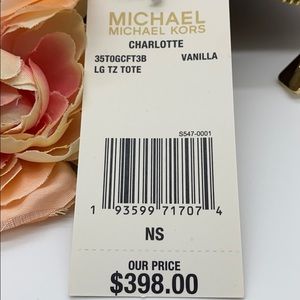 MICHAEL
MICHAEL KORS
CHARLOTTE
35T0GCFT3B VANILLA
LG TZ TOTE
S547-0001
1 93599 71707 4
NS
OUR PRICE
$398.00